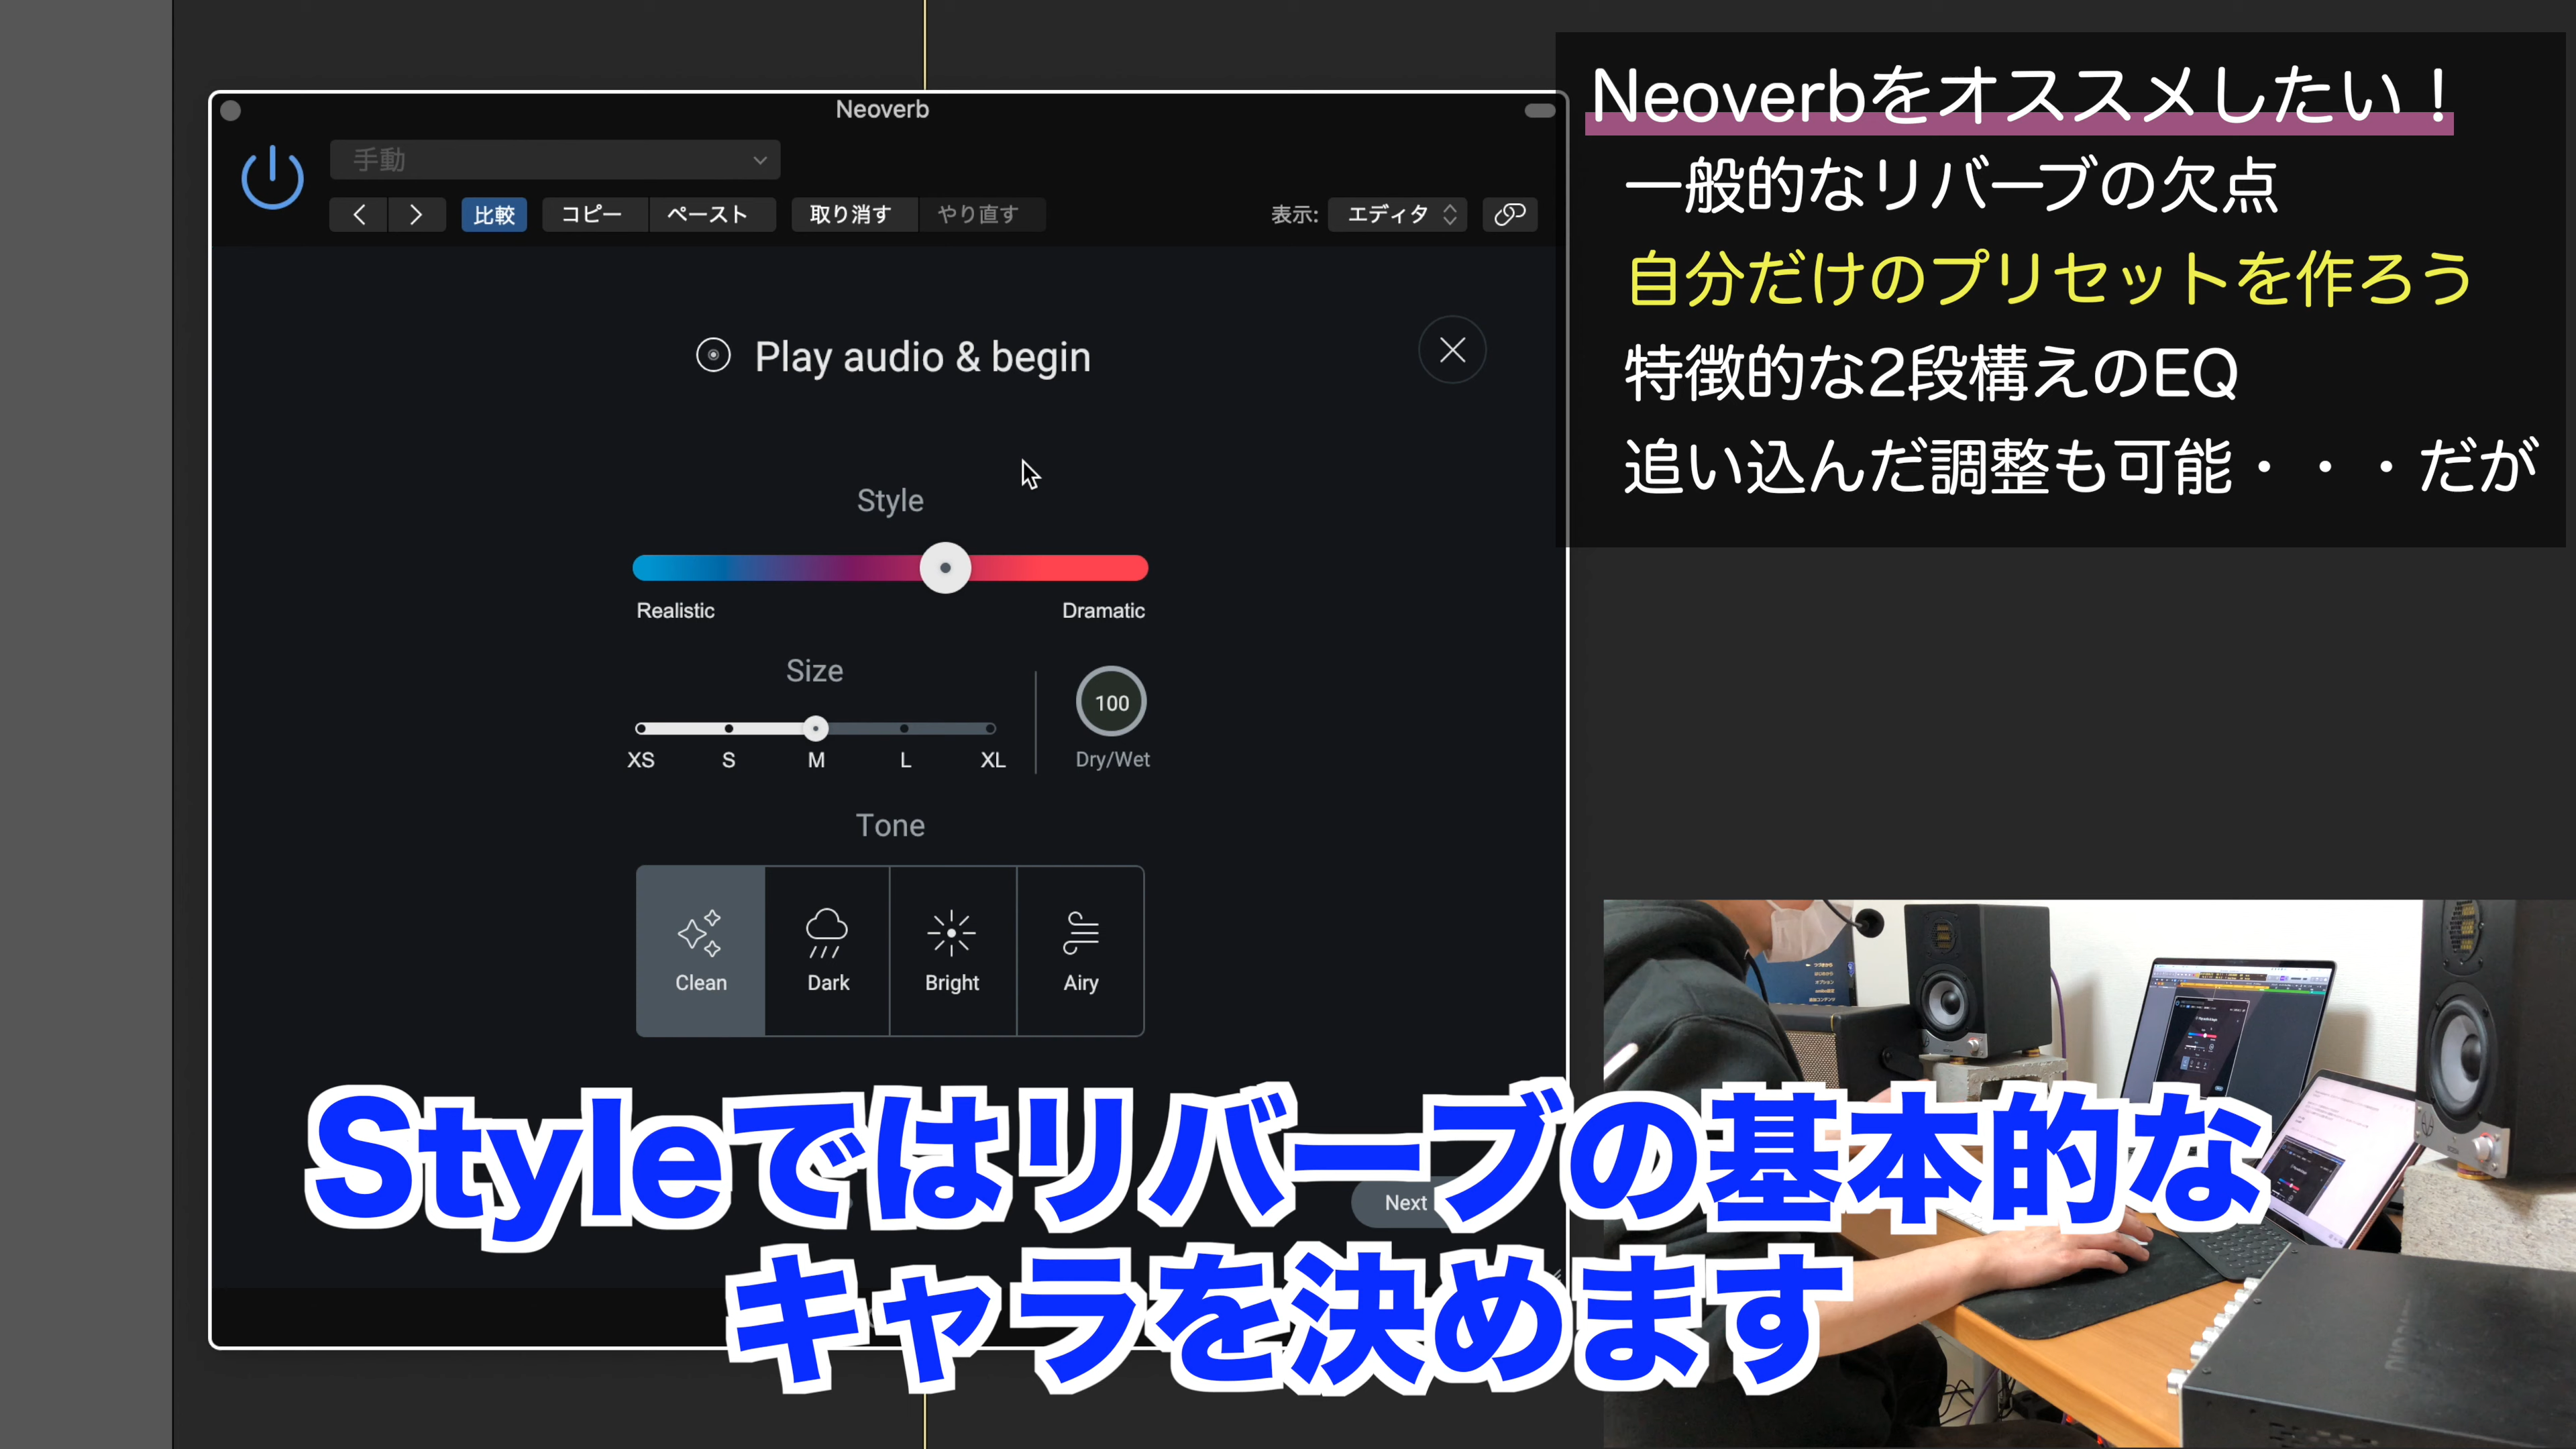 Neoverb
手動
比較
コピー
ペースト
取り消す
やり直す
表示:
エディタ
Play audio & begin
Style
Realistic
Dramatic
Size
XS
S
M
L
XL
100
Dry/Wet
Tone
Clean
Dark
Bright
Airy
Next
Neoverbをオススメしたい！
一般的なリバーブの欠点
自分だけのプリセットを作ろう
特徴的な2段構えのEQ
追い込んだ調整も可能・・・だが
Styleではリバーブの基本的な
キャラを決めます